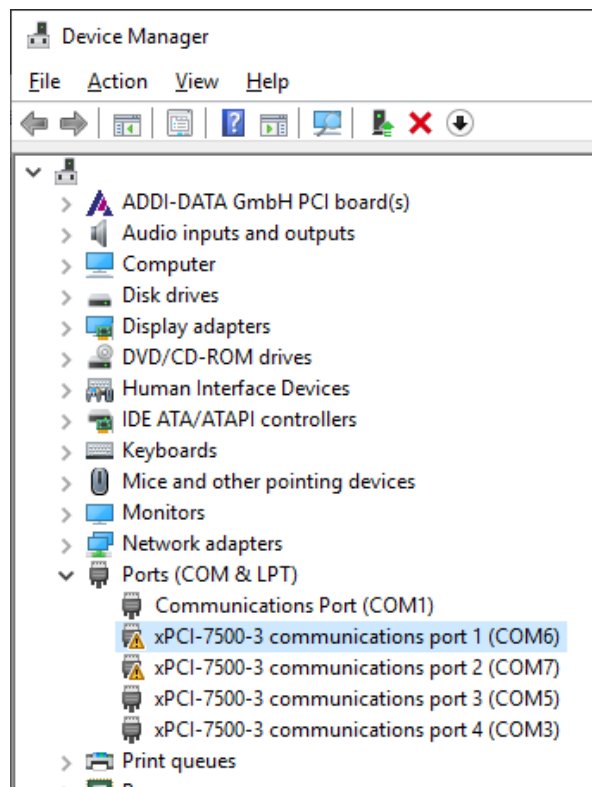 Device Manager
File Action View Help
ADDI-DATA GmbH PCI board(s)
Audio inputs and outputs
Computer
Disk drives
Display adapters
DVD/CD-ROM drives
Human Interface Devices
IDE ATA/ATAPI controllers
Keyboards
Mice and other pointing devices
Monitors
Network adapters
Ports (COM & LPT)
Communications Port (COM1)
xPCI-7500-3 communications port 1 (COM6)
xPCI-7500-3 communications port 2 (COM7)
xPCI-7500-3 communications port 3 (COM5)
xPCI-7500-3 communications port 4 (COM3)
Print queues